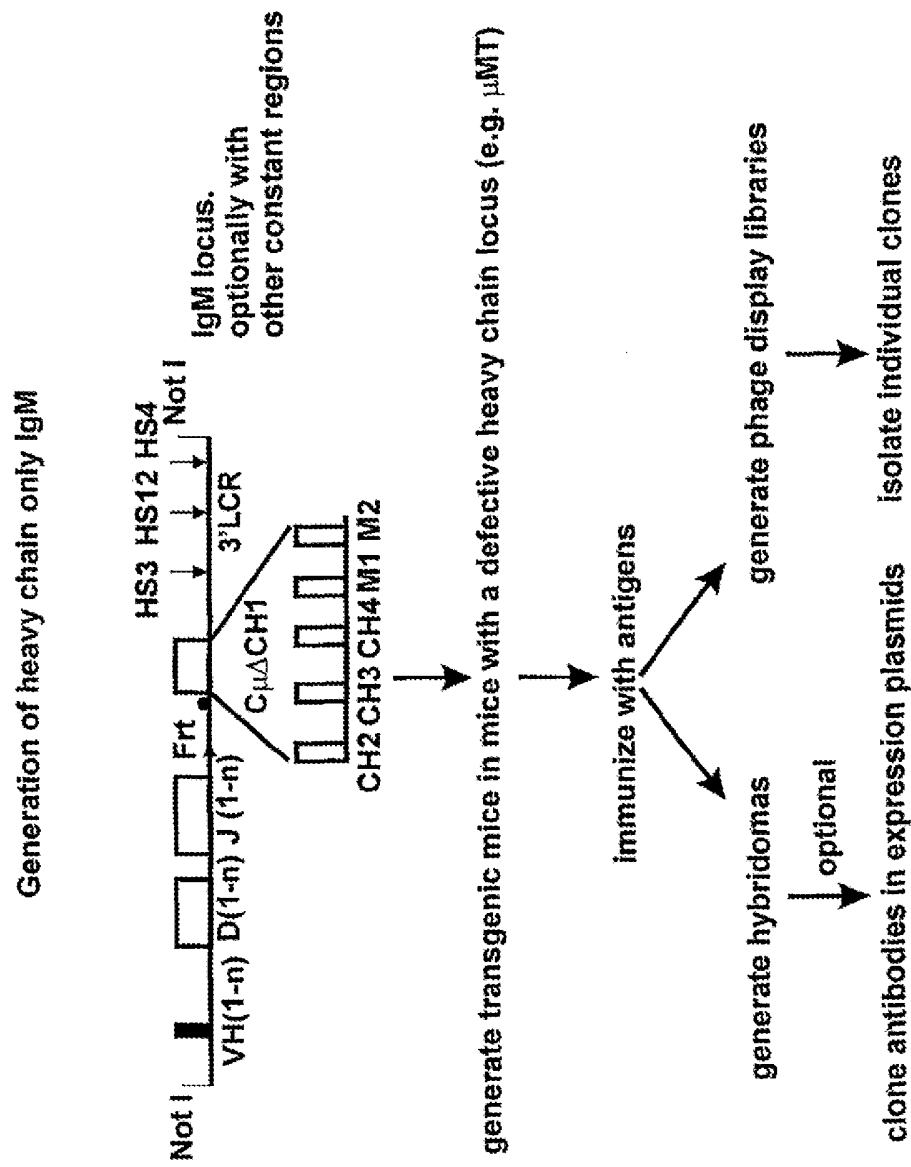 Generation of heavy chain only IgM
HS3 HS12 HS4
Not I
Not I
Frt
VH(1-n) D(1-n) J (1-n)
3'LCR
CμΔCH1
IgM locus.
optionally with
other constant regions
CH2 CH3 CH4 M1 M2
generate transgenic mice in mice with a defective heavy chain locus (e.g. μMT)
immunize with antigens
generate hybridomas
generate phage display libraries
optional
clone antibodies in expression plasmids
isolate individual clones